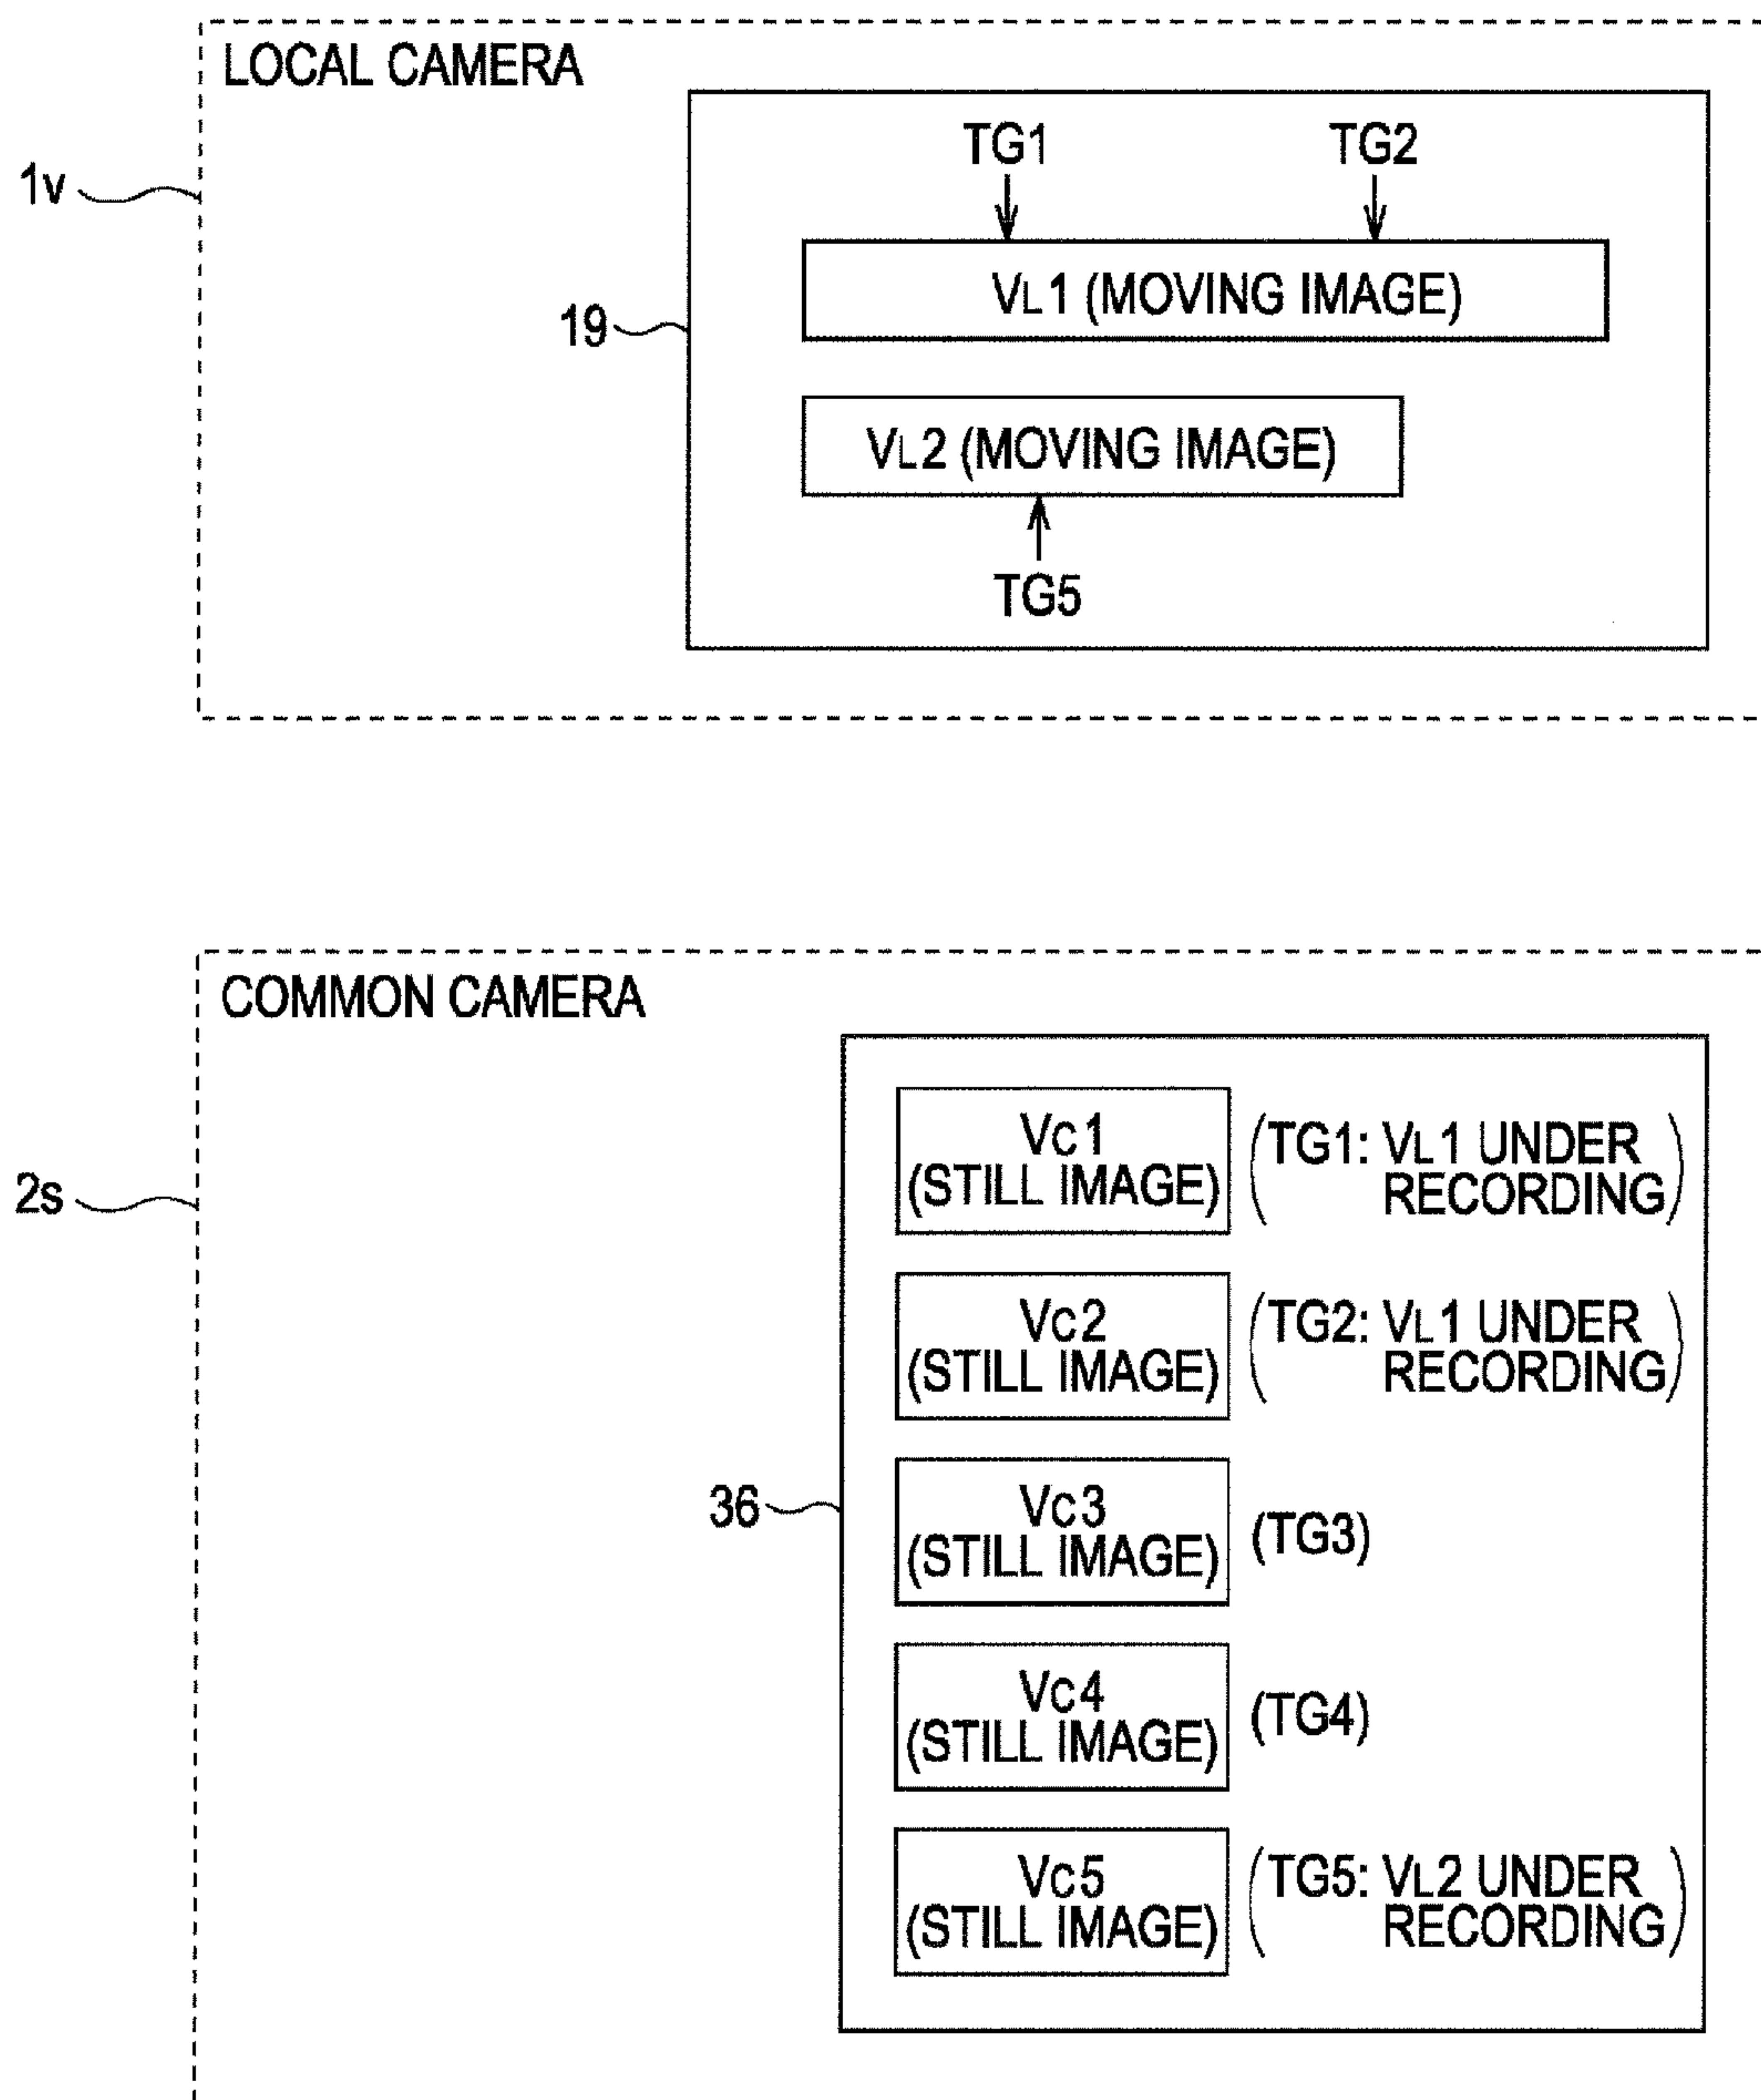 LOCAL CAMERA
TG1 TG2
1v
VL1 (MOVING IMAGE)
19
VL2 (MOVING IMAGE)
TG5
COMMON CAMERA
VC1
(STILL IMAGE)
(TG1: VL1 UNDER
RECORDING)
2s
VC2
(STILL IMAGE)
(TG2: VL1 UNDER
RECORDING)
36
VC3
(STILL IMAGE)
(TG3)
VC4
(STILL IMAGE)
(TG4)
VC5
(STILL IMAGE)
(TG5: VL2 UNDER
RECORDING)